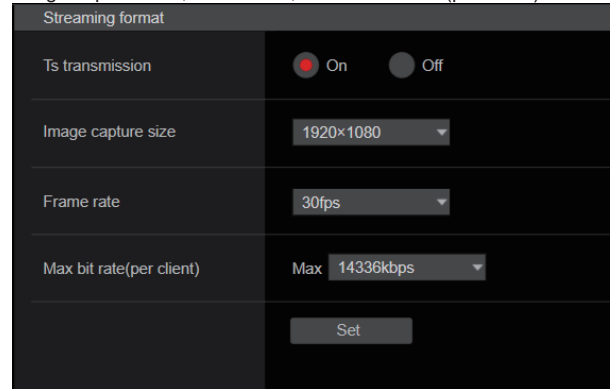 Streaming format
Ts transmission On Off
Image capture size 1920×1080
Frame rate 30fps
Max bit rate(per client) Max 14336kbps
Set